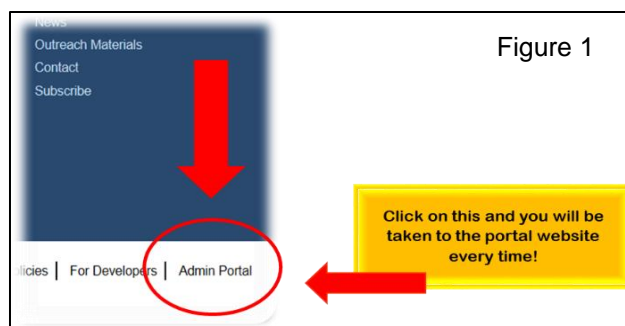 News
Outreach Materials
Contact
Subscribe
Figure 1
Click on this and you will be
taken to the portal website
every time!
For Developers | Admin Portal